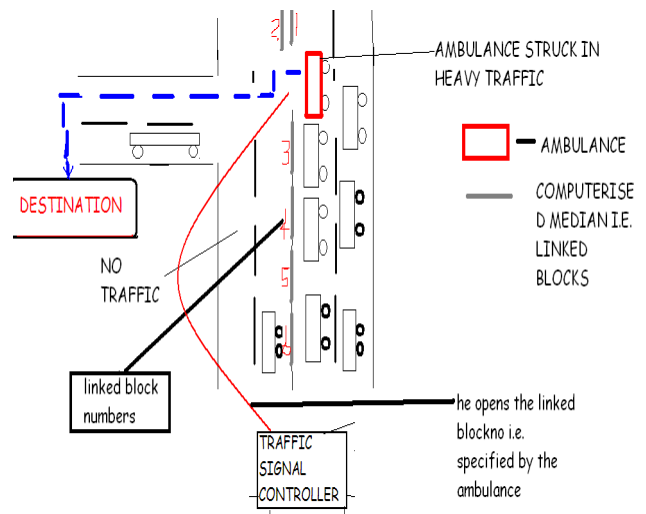 2 1
AMBULANCE STRUCK IN
HEAVY TRAFFIC
AMBULANCE
3
COMPUTERISE
D MEDIAN I.E.
LINKED
BLOCKS
DESTINATION
4
NO
TRAFFIC
5
6
linked block
numbers
he opens the linked
blockno i.e.
specified by the
ambulance
TRAFFIC
SIGNAL
CONTROLLER